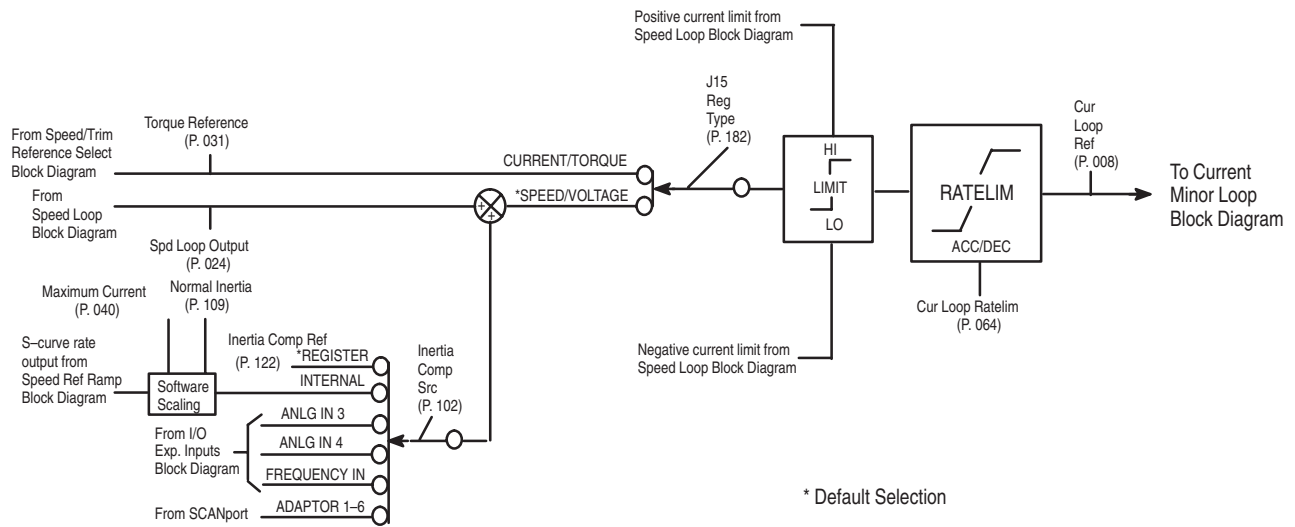 Positive current limit from
Speed Loop Block Diagram
J15
Reg
Type
(P. 182)
Cur
Loop
Ref
(P. 008)
From Speed/Trim
Reference Select
Block Diagram
Torque Reference
(P. 031)
CURRENT/TORQUE
HI
LIMIT
LO
RATELIM
ACC/DEC
To Current
Minor Loop
Block Diagram
From
Speed Loop
Block Diagram
*SPEED/VOLTAGE
+
+
Spd Loop Output
(P. 024)
Cur Loop Ratelim
(P. 064)
Maximum Current
(P. 040)
Normal Inertia
(P. 109)
Negative current limit from
Speed Loop Block Diagram
S–curve rate
output from
Speed Ref Ramp
Block Diagram
Software
Scaling
Inertia Comp Ref
(P. 122)
*REGISTER
INTERNAL
Inertia
Comp
Src
(P. 102)
From I/O
Exp. Inputs
Block Diagram
ANLG IN 3
ANLG IN 4
FREQUENCY IN
From SCANport
ADAPTOR 1–6
* Default Selection